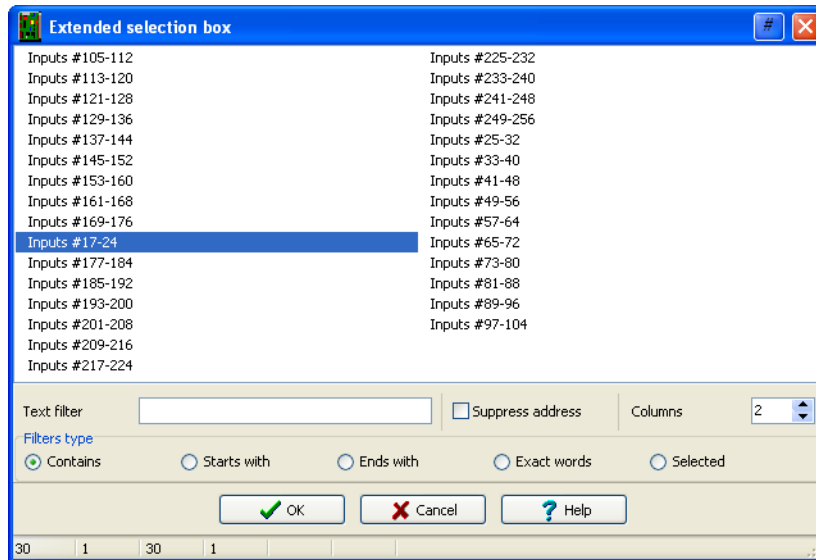 Extended selection box
#
Inputs #105-112
Inputs #113-120
Inputs #121-128
Inputs #129-136
Inputs #137-144
Inputs #145-152
Inputs #153-160
Inputs #161-168
Inputs #169-176
Inputs #17-24
Inputs #177-184
Inputs #185-192
Inputs #193-200
Inputs #201-208
Inputs #209-216
Inputs #217-224
Inputs #225-232
Inputs #233-240
Inputs #241-248
Inputs #249-256
Inputs #25-32
Inputs #33-40
Inputs #41-48
Inputs #49-56
Inputs #57-64
Inputs #65-72
Inputs #73-80
Inputs #81-88
Inputs #89-96
Inputs #97-104
Text filter Suppress address Columns 2
Filters type
Contains Starts with Ends with Exact words Selected
OK Cancel Help
30 1 30 1